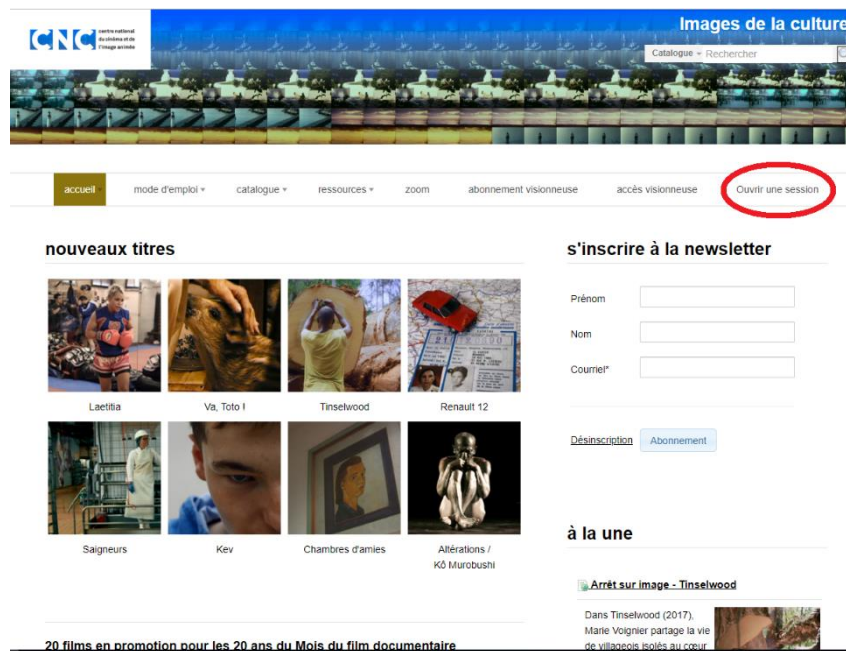 CNC
centre national
du cinéma et de
l'image animée
Images de la culture
Catalogue Rechercher
accueil
mode d'emploi
catalogue
ressources
zoom
abonnement visionneuse
accès visionneuse
Ouvrir une session
nouveaux titres
Laetitia
Va, Toto !
Tinselwood
Renault 12
Saigneurs
Kev
Chambres d'amies
Altérations /
Kô Murobushi
20 films en promotion pour les 20 ans du Mois du film documentaire
s'inscrire à la newsletter
Prénom
Nom
Courriel*
Désinscription
Abonnement
à la une
Arrêt sur image - Tinselwood
Dans Tinselwood (2017),
Marie Voignier partage la vie
de villageois isolés au cœur